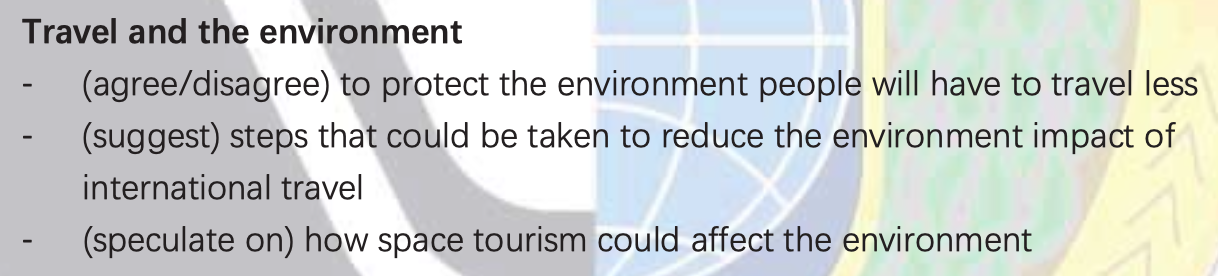 Travel and the environment
- (agree/disagree) to protect the environment people will have to travel less
- (suggest) steps that could be taken to reduce the environment impact of
international travel
- (speculate on) how space tourism could affect the environment